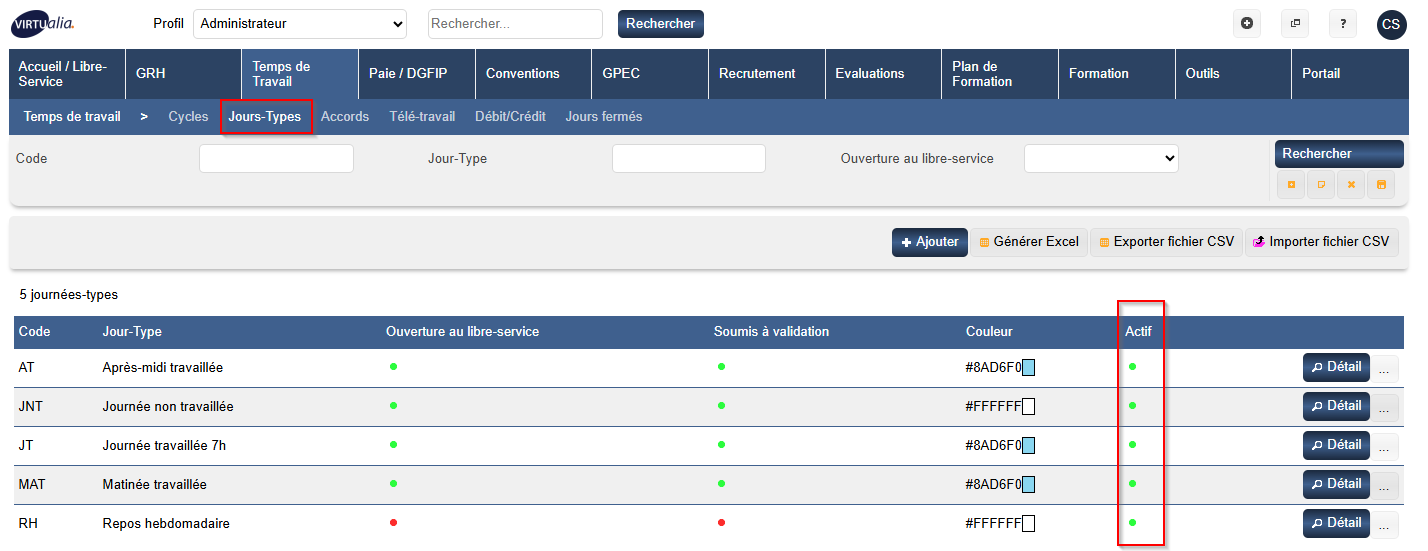 VIRTUalia.
Profil Administrateur Rechercher... Rechercher ? CS
Accueil / Libre-Service GRH Temps de Travail Paie / DGFIP Conventions GPEC Recrutement Evaluations Plan de Formation Formation Outils Portail
Temps de travail > Cycles Jours-Types Accords Télé-travail Débit/Crédit Jours fermés
Code Jour-Type Ouverture au libre-service Rechercher
Ajouter Générer Excel Exporter fichier CSV Importer fichier CSV
5 journées-types
Code Jour-Type Ouverture au libre-service Soumis à validation Couleur Actif
AT Après-midi travaillée #8AD6F0 Détail ...
JNT Journée non travaillée #FFFFFF Détail ...
JT Journée travaillée 7h #8AD6F0 Détail ...
MAT Matinée travaillée #8AD6F0 Détail ...
RH Repos hebdomadaire #FFFFFF Détail ...